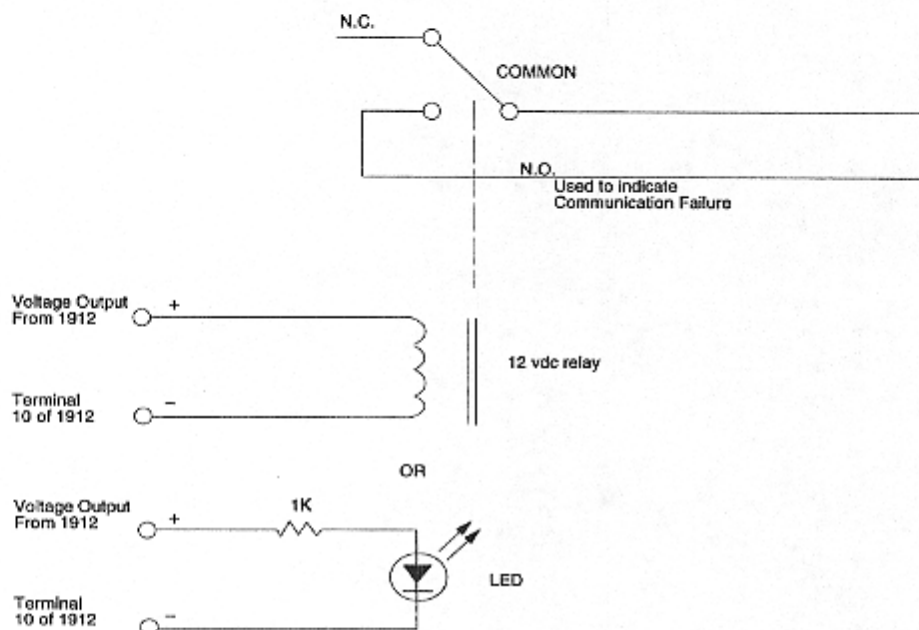 N.C.
COMMON
N.O.
Used to indicate
Communication Failure
Voltage Output
From 1912
+
Terminal
10 of 1912
−
12 vdc relay
OR
Voltage Output
From 1912
+
1K
LED
Terminal
10 of 1912
−